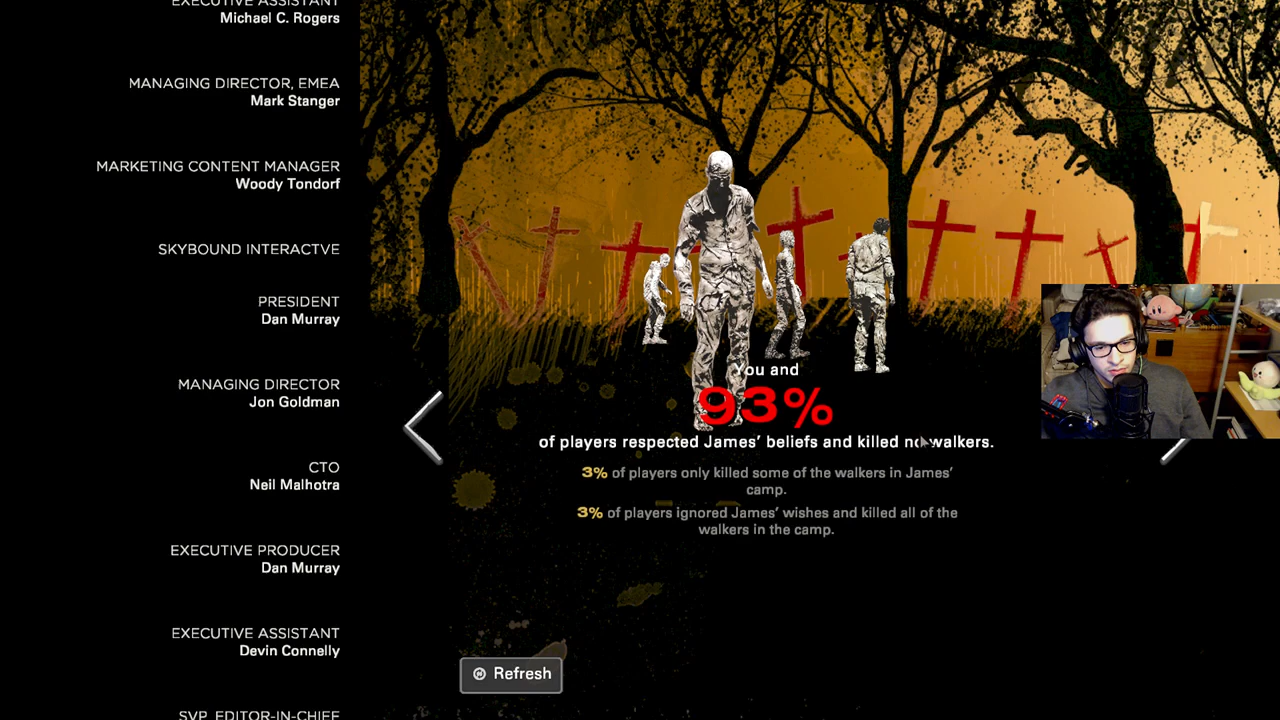 EXECUTIVE ASSISTANT
Michael C. Rogers
MANAGING DIRECTOR, EMEA
Mark Stanger
MARKETING CONTENT MANAGER
Woody Tondorf
SKYBOUND INTERACTVE
PRESIDENT
Dan Murray
MANAGING DIRECTOR
Jon Goldman
CTO
Neil Malhotra
EXECUTIVE PRODUCER
Dan Murray
EXECUTIVE ASSISTANT
Devin Connelly
SVP, EDITOR-IN-CHIEF
You and
93%
of players respected James' beliefs and killed no walkers.
3% of players only killed some of the walkers in James'
camp.
3% of players ignored James' wishes and killed all of the
walkers in the camp.
Refresh